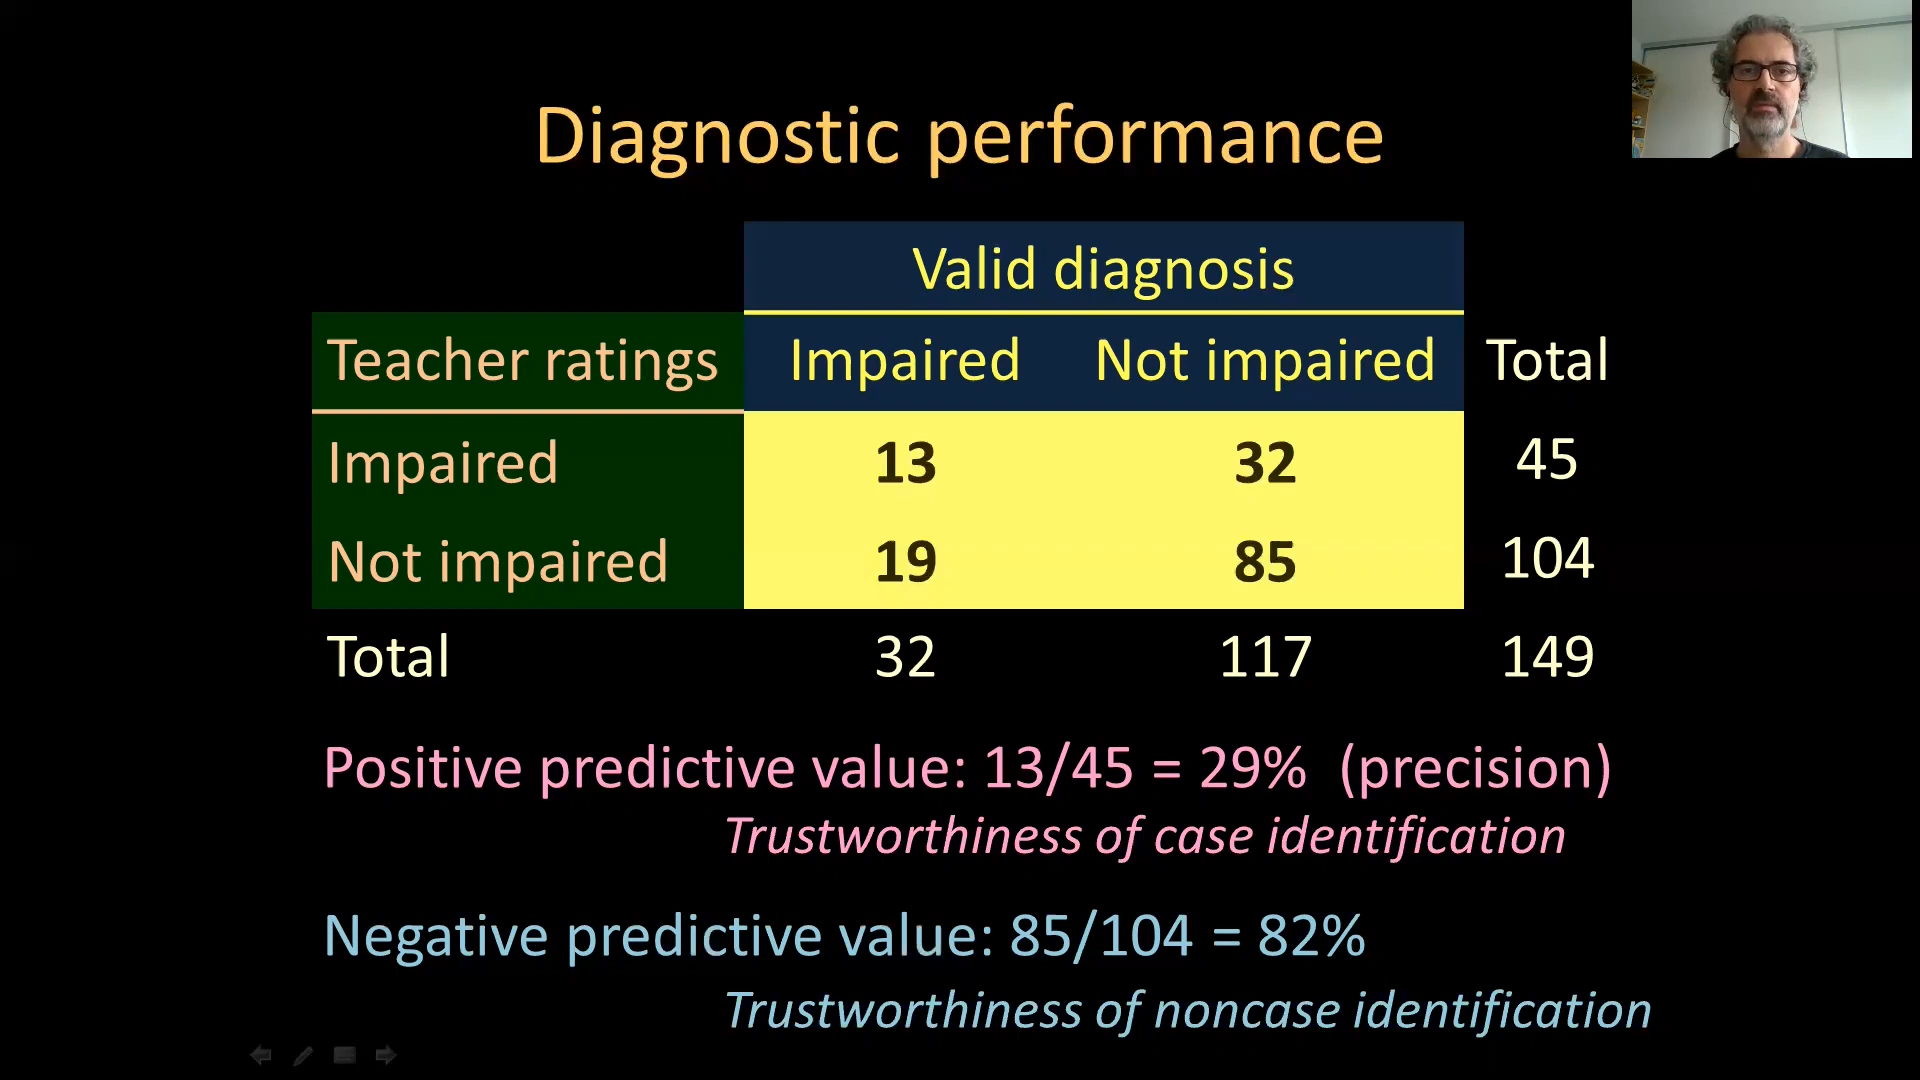 Diagnostic performance
Valid diagnosis
Teacher ratings Impaired Not impaired Total
Impaired 13 32 45
Not impaired 19 85 104
Total 32 117 149
Positive predictive value: 13/45 = 29% (precision)
Trustworthiness of case identification
Negative predictive value: 85/104 = 82%
Trustworthiness of noncase identification